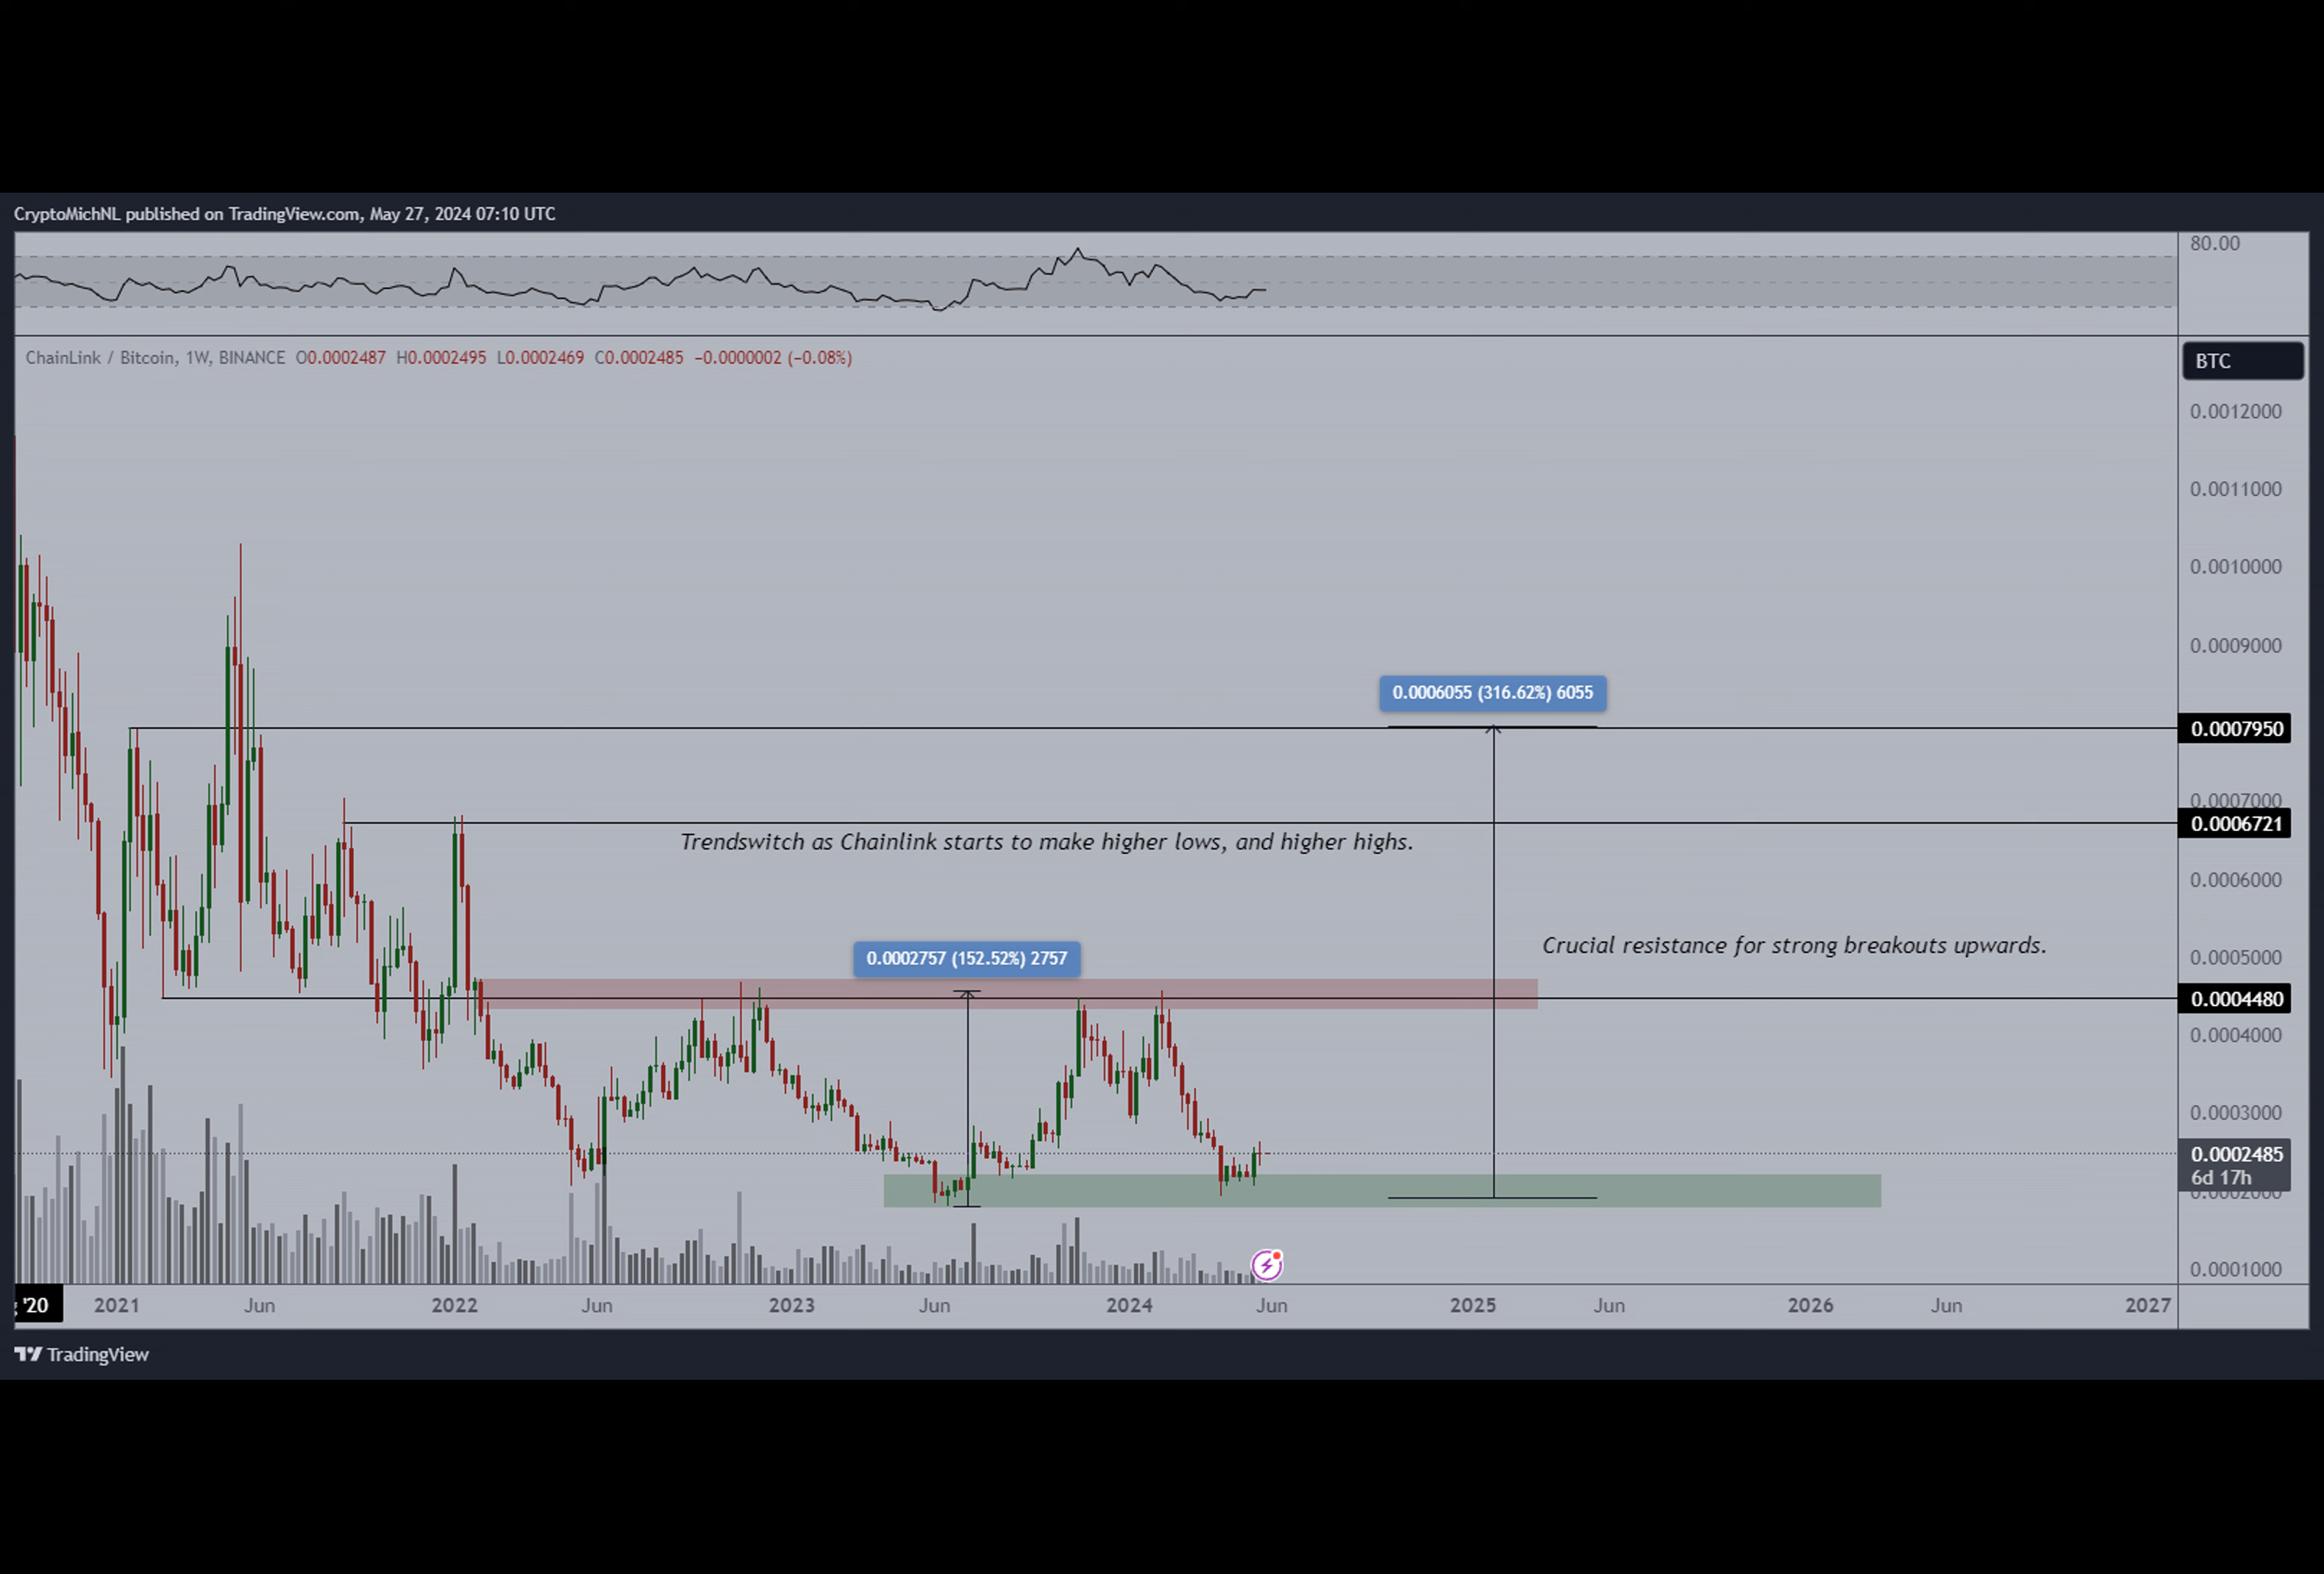 CryptoMichNL published on TradingView.com, May 27, 2024 07:10 UTC
80.00
ChainLink / Bitcoin, 1W, BINANCE O0.0002487 H0.0002495 L0.0002469 C0.0002485 −0.0000002 (−0.08%)
BTC
0.0012000
0.0011000
0.0010000
0.0009000
0.0006055 (316.62%) 6055
0.0007950
0.0007000
0.0006721
Trendswitch as Chainlink starts to make higher lows, and higher highs.
0.0006000
Crucial resistance for strong breakouts upwards.
0.0002757 (152.52%) 2757
0.0005000
0.0004480
0.0004000
0.0003000
0.0002485
6d 17h
0.0002000
0.0001000
'20 2021 Jun 2022 Jun 2023 Jun 2024 Jun 2025 Jun 2026 Jun 2027
TradingView